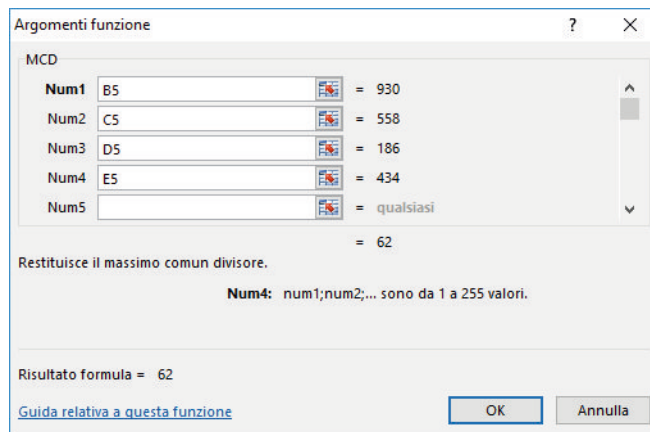 Argomenti funzione ? ×
MCD
Num1 B5 = 930
Num2 C5 = 558
Num3 D5 = 186
Num4 E5 = 434
Num5 = qualsiasi
= 62
Restituisce il massimo comun divisore.
Num4: num1;num2;... sono da 1 a 255 valori.
Risultato formula = 62
Guida relativa a questa funzione OK Annulla